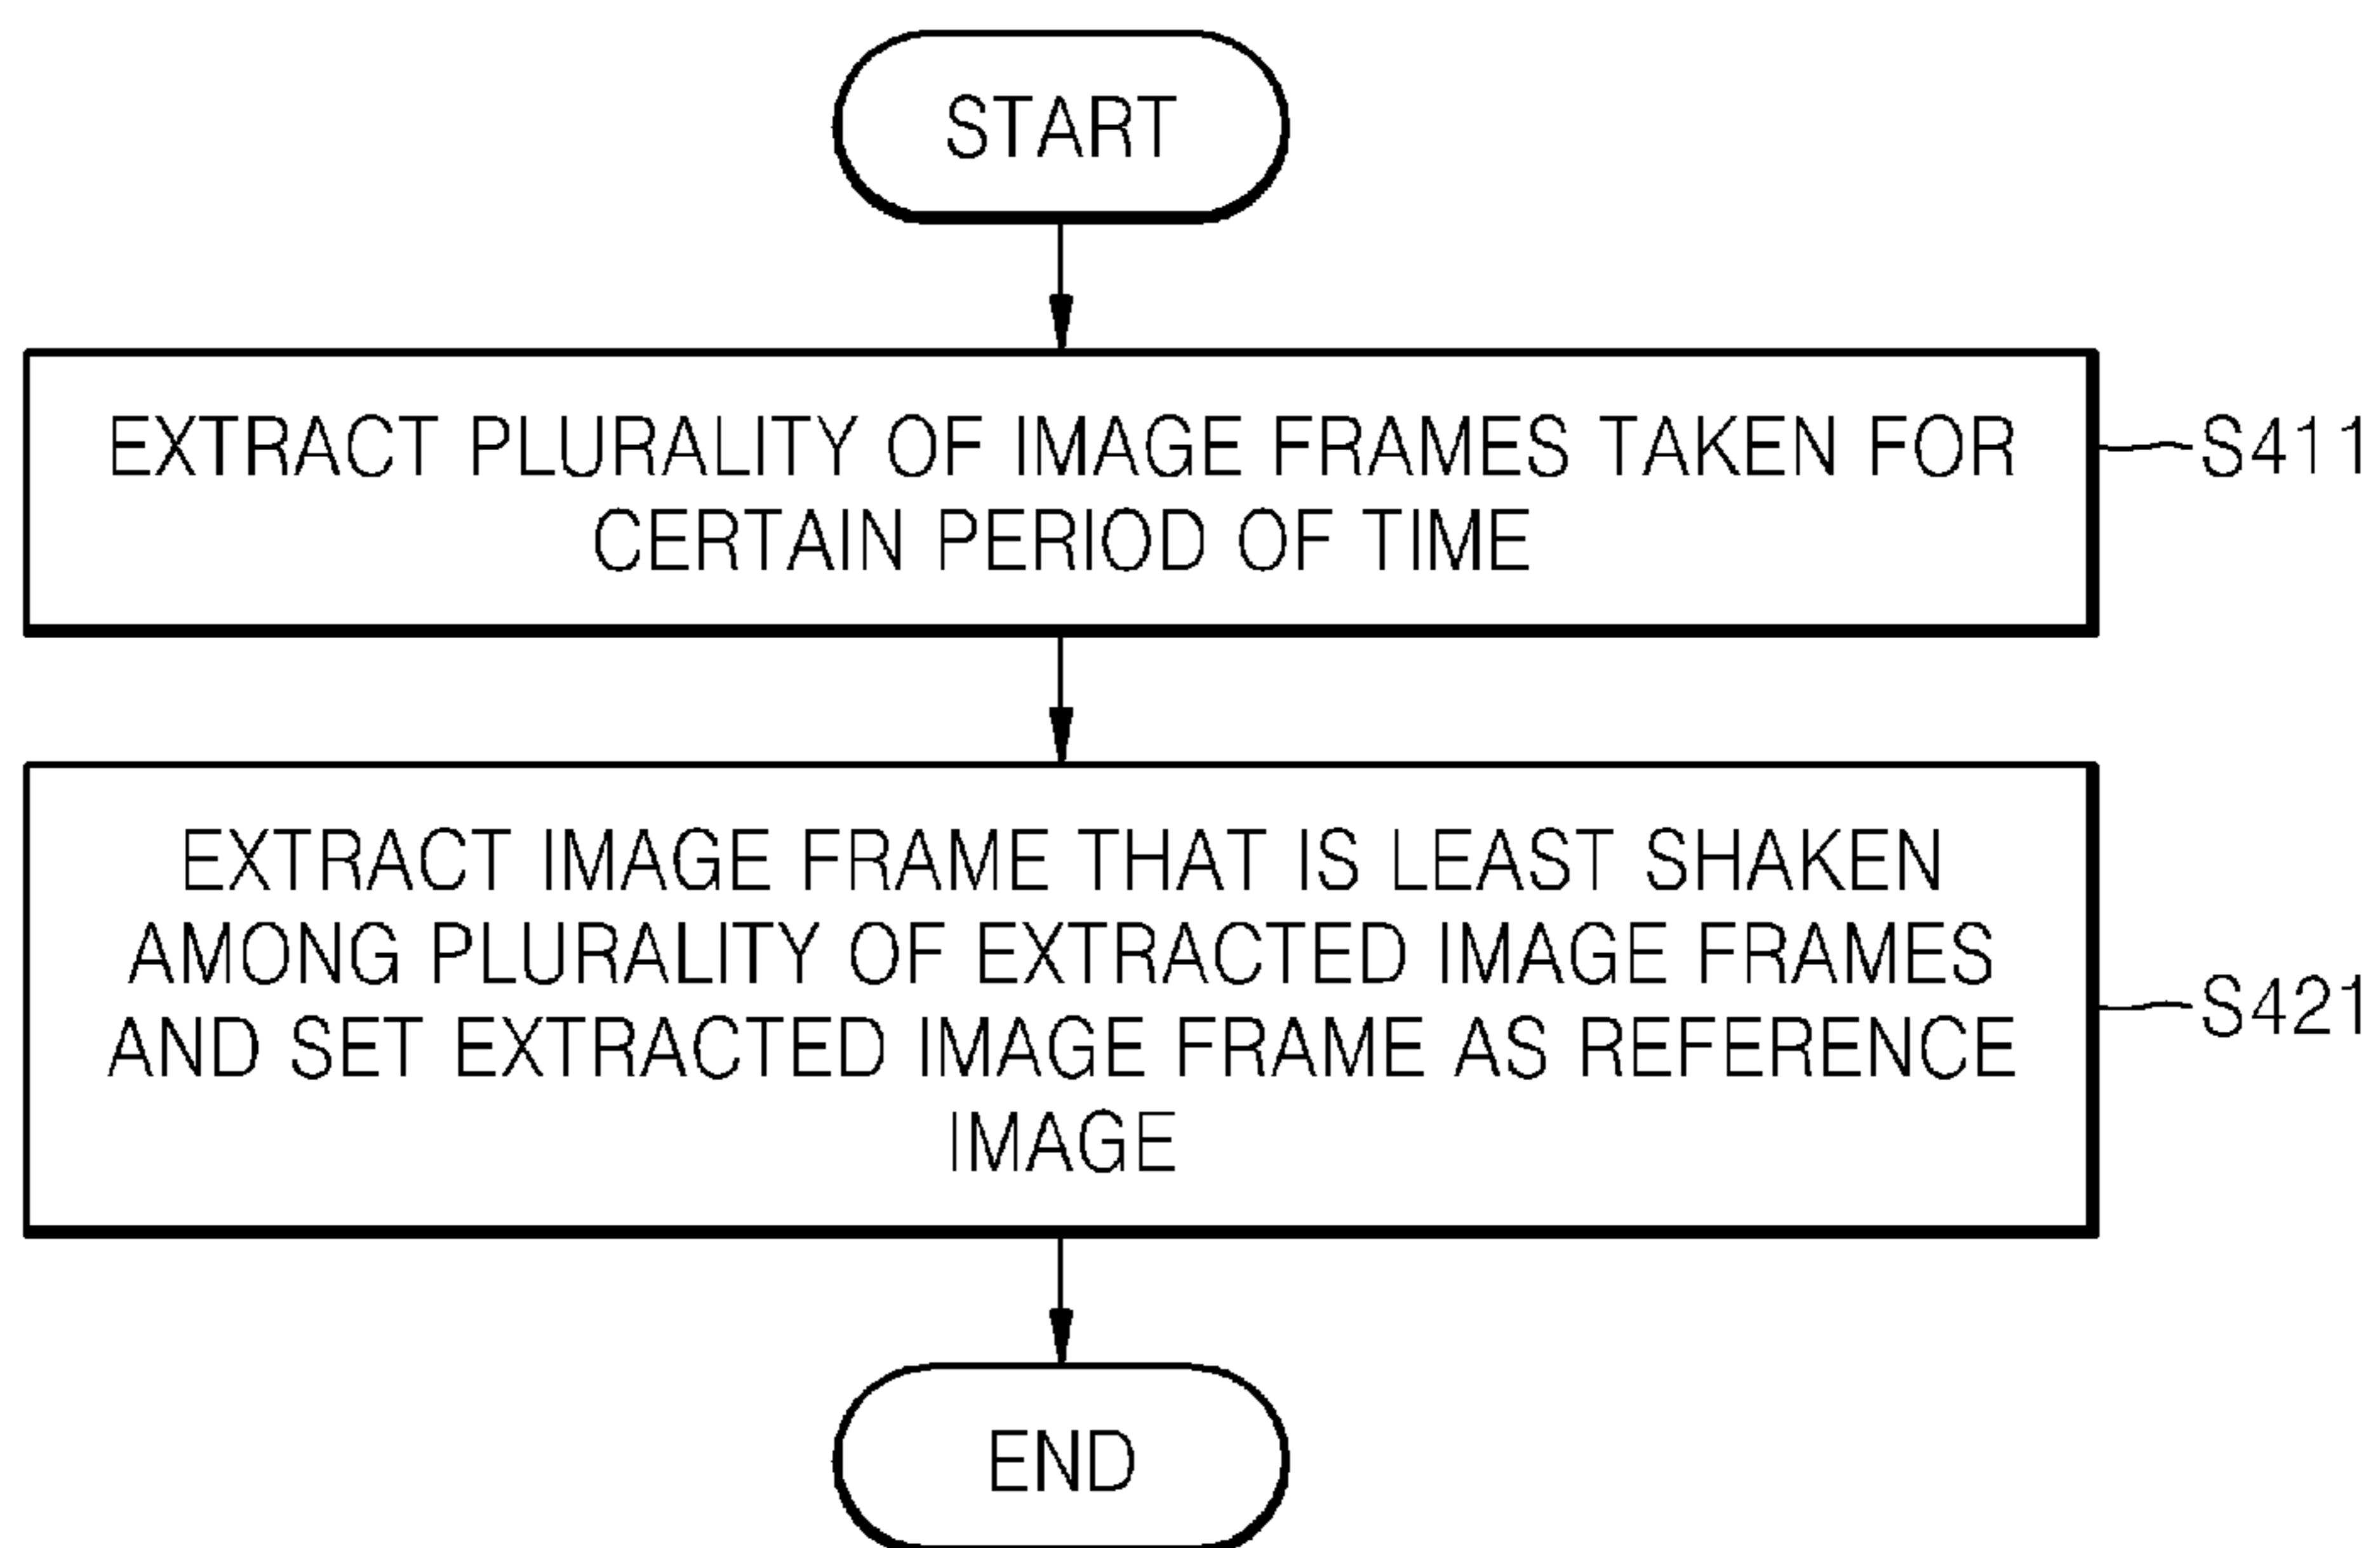 START
EXTRACT PLURALITY OF IMAGE FRAMES TAKEN FOR
CERTAIN PERIOD OF TIME
S411
EXTRACT IMAGE FRAME THAT IS LEAST SHAKEN
AMONG PLURALITY OF EXTRACTED IMAGE FRAMES
AND SET EXTRACTED IMAGE FRAME AS REFERENCE
IMAGE
S421
END